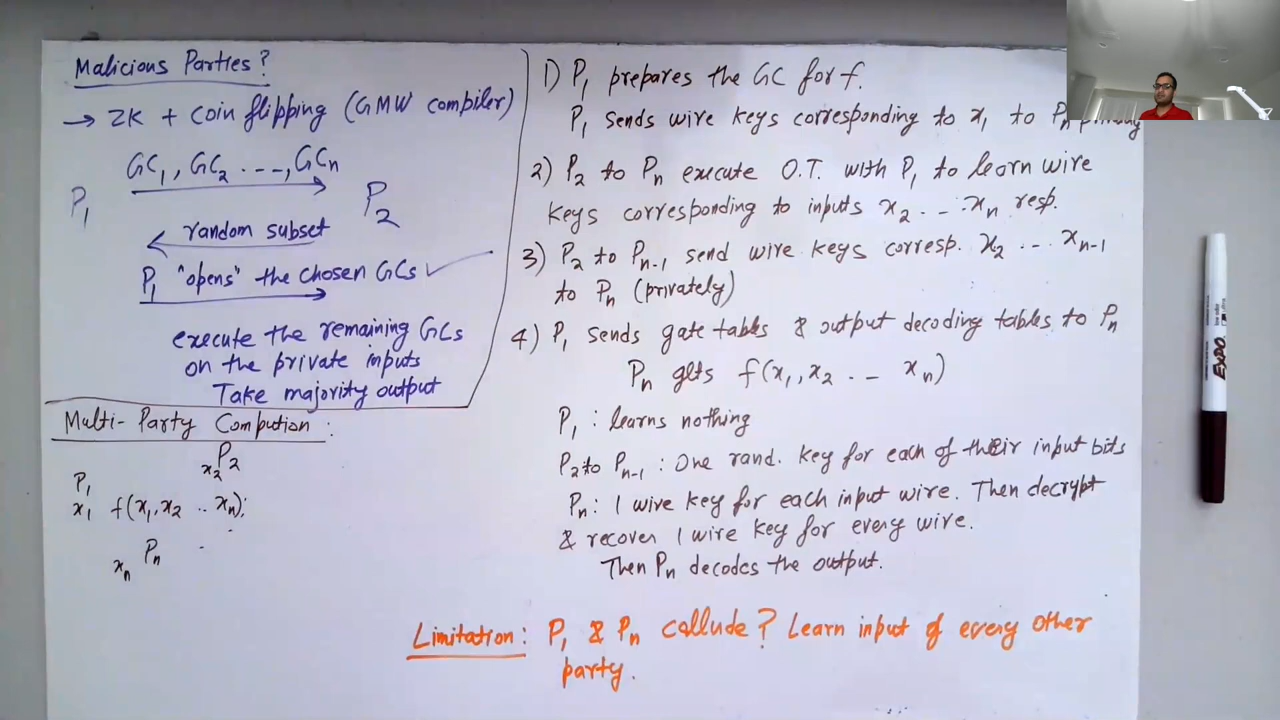 Malicious Parties?
→ ZK + Coin flipping (GMW compiler)
GC1, GC2 ----, GCn
P1 P2
random subset
P1 "opens" the chosen GCs ✓
execute the remaining GCs
on the private inputs
Take majority output
Multi-Party Compution:
x2 P2
P1
x1 f(x1, x2 .. xn);
Pn
xn
1) P1 prepares the GC for f.
P1 sends wire keys corresponding to x1 to Pn
2) P2 to Pn execute O.T. with P1 to learn wire
keys corresponding to inputs x2 - . . xn resp.
3) P2 to Pn-1 send wire keys corresp. x2 ... xn-1
to Pn (privately)
4) P1 sends gate tables & output decoding tables to Pn
Pn gets f(x1, x2 .. - xn)
P1: learns nothing
P2 to Pn-1: One rand. key for each of their input bits
Pn: 1 wire key for each input wire. Then decrypt
& recover 1 wire key for every wire.
Then Pn decodes the output.
Limitation: P1 & Pn collude? Learn input of every other
party.
EXPO